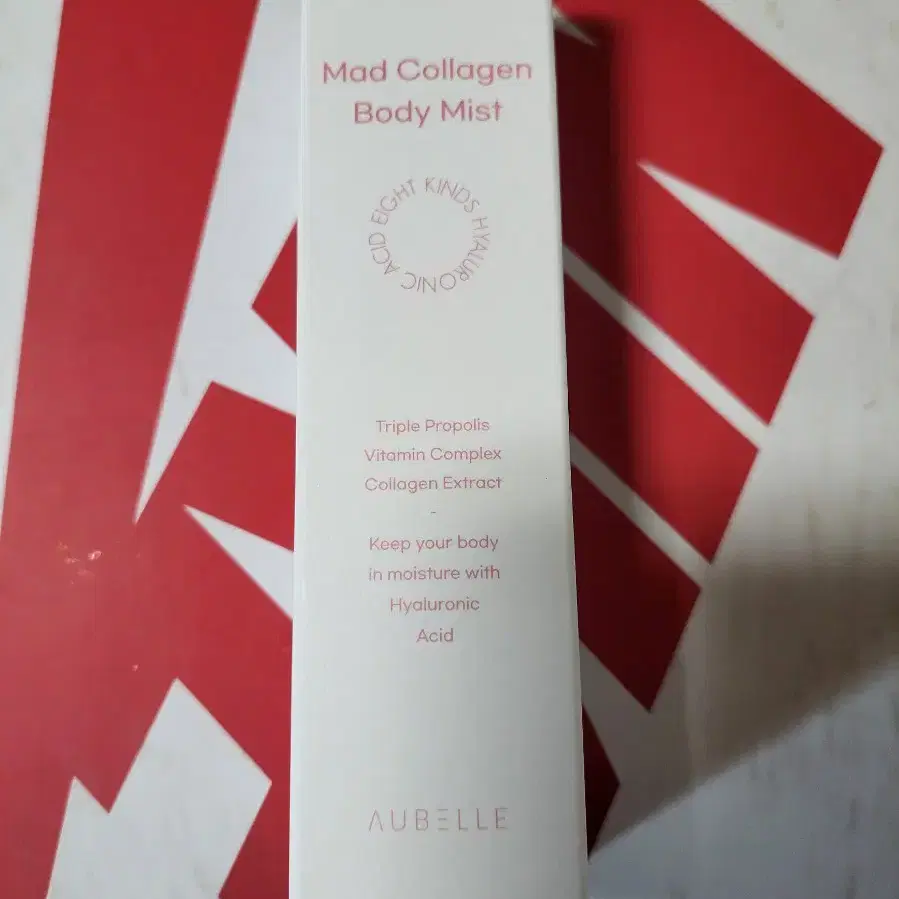 Mad Collagen
Body Mist
EIGHT KINDS HYALURONIC ACID
Triple Propolis
Vitamin Complex
Collagen Extract
-
Keep your body
in moisture with
Hyaluronic
Acid
AUBELLE